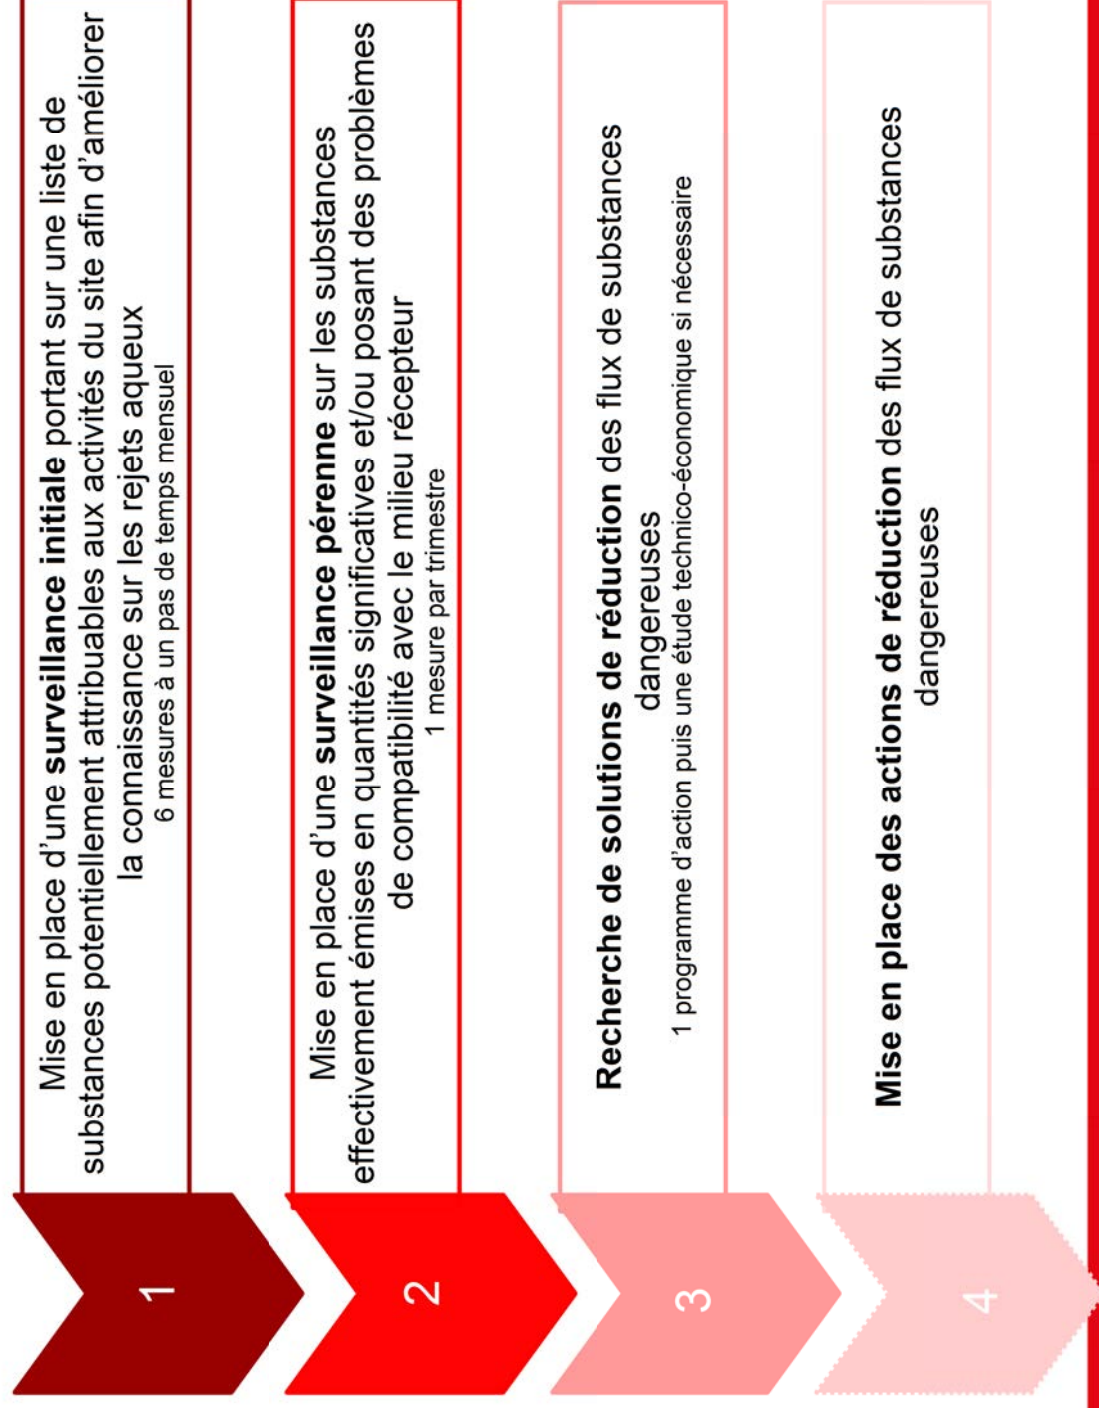 1
Mise en place d'une surveillance initiale portant sur une liste de
substances potentiellement attribuables aux activités du site afin d'améliorer
la connaissance sur les rejets aqueux
6 mesures à un pas de temps mensuel
2
Mise en place d'une surveillance pérenne sur les substances
effectivement émises en quantités significatives et/ou posant des problèmes
de compatibilité avec le milieu récepteur
1 mesure par trimestre
3
Recherche de solutions de réduction des flux de substances
dangereuses
1 programme d'action puis une étude technico-économique si nécessaire
4
Mise en place des actions de réduction des flux de substances
dangereuses